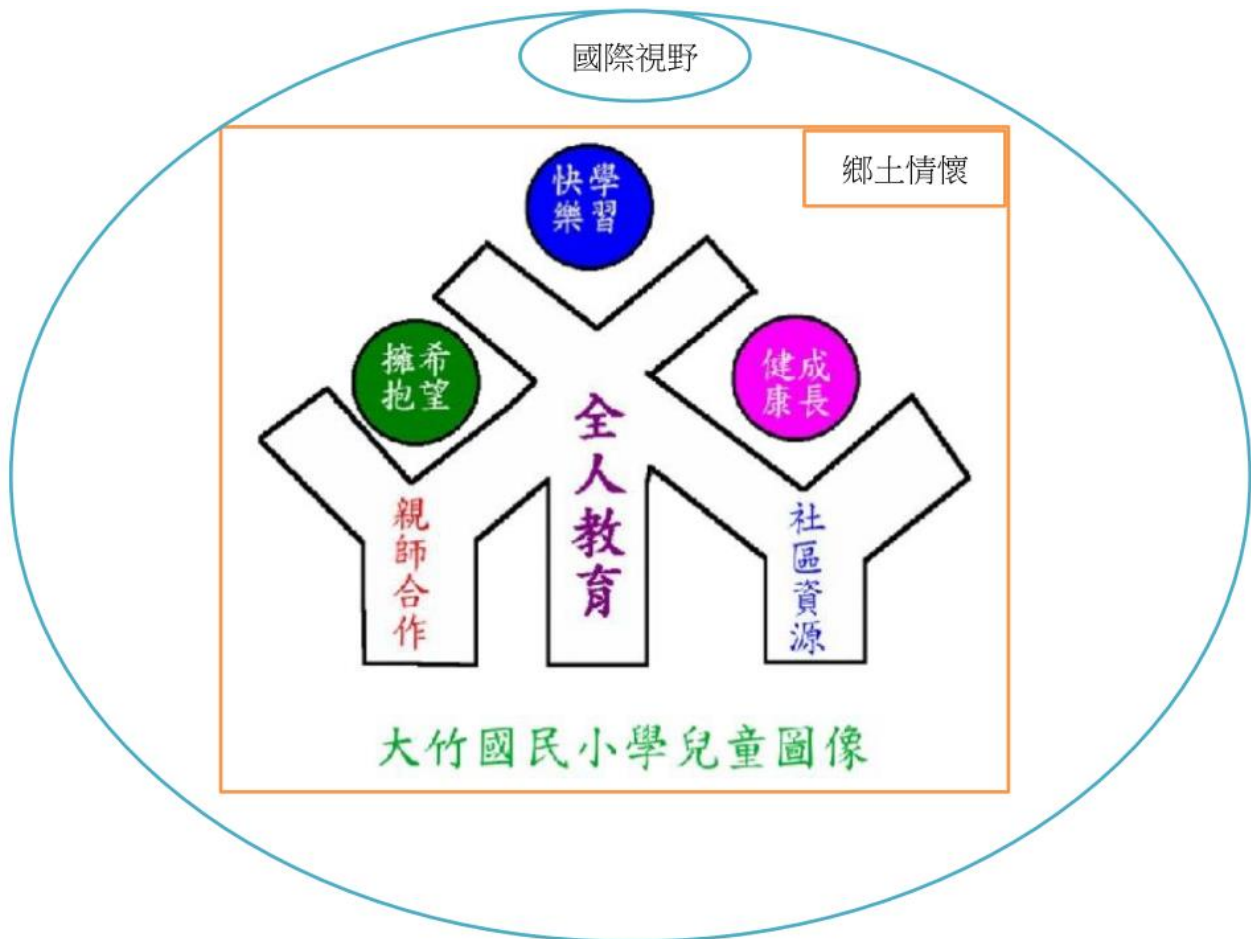 國際視野
鄉土情懷
快樂
學習
擁抱
希望
健康
成長
全人教育
親師合作
社區資源
大竹國民小學兒童圖像